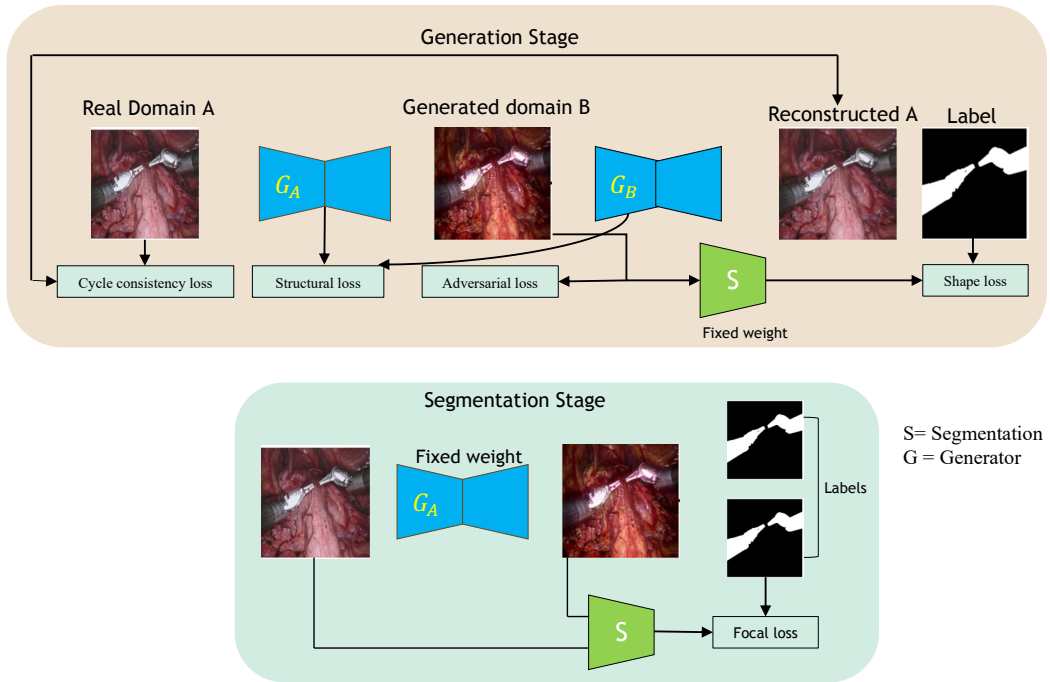 Generation Stage
Real Domain A
Generated domain B
Reconstructed A
Label
G_A
G_B
Cycle consistency loss
Structural loss
Adversarial loss
S
Shape loss
Fixed weight
Segmentation Stage
Fixed weight
G_A
Labels
S
Focal loss
S= Segmentation
G = Generator